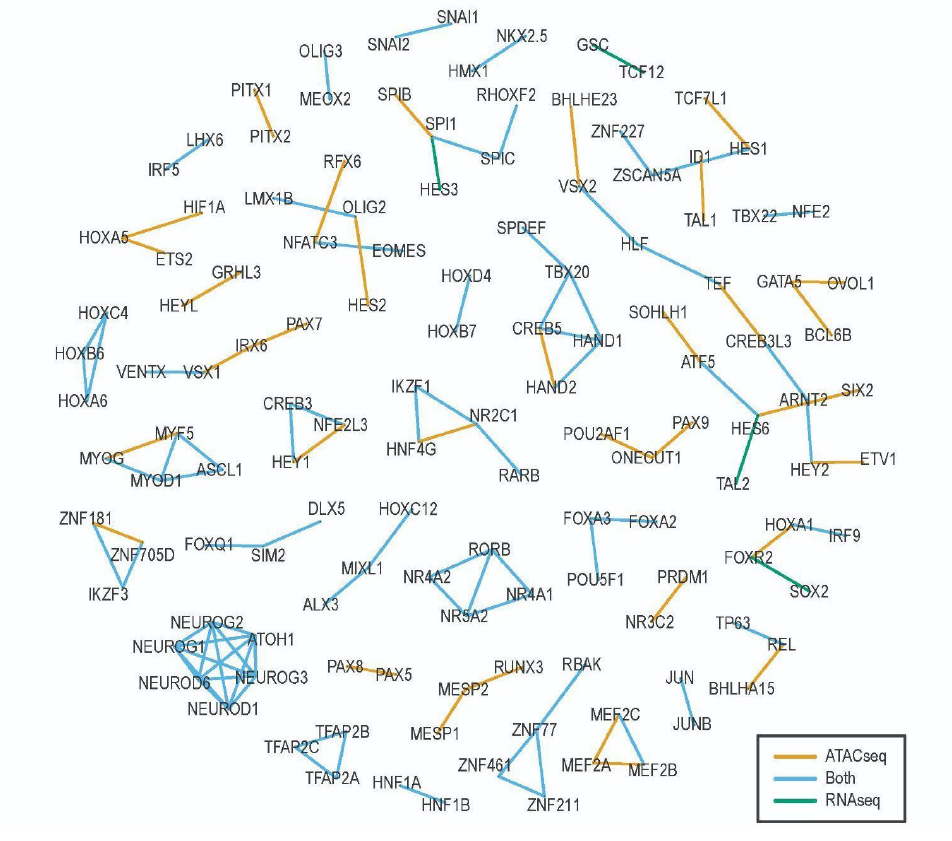 SNAI1
SNAI2
NKX2.5
OLIG3
GSC
HMX1
TCF12
PITX1
MEOX2
SPIB
RHOXF2
BHLHE23
TCF7L1
SPI1
ZNF227
PITX2
LHX6
HES1
ID1
RFX6
SPIC
IRF5
ZSCAN5A
HES3
VSX2
LMX1B
HIF1A
OLIG2
TAL1
TBX22
NFE2
SPDEF
HOXA5
NFATC3
EOMES
HLF
ETS2
GRHL3
HOXD4
TBX20
TEF
GATA5
OVOL1
HEYL
HES2
HOXC4
SOHLH1
PAX7
HOXB7
CREB5
HAND1
CREB3L3
BCL6B
IRX6
HOXB6
ATF5
VENTX
VSX1
HAND2
IKZF1
SIX2
HOXA6
CREB3
ARNT2
NR2C1
NFE2L3
PAX9
HES6
MYF5
POU2AF1
HNF4G
MYOG
HEY1
ONECUT1
ETV1
ASCL1
HEY2
MYOD1
RARB
TAL2
DLX5
HOXC12
ZNF181
FOXA3
FOXA2
HOXA1
IRF9
FOXQ1
ZNF705D
SIM2
RORB
FOXR2
MIXL1
NR4A2
POU5F1
PRDM1
IKZF3
NR4A1
SOX2
ALX3
NR5A2
NR3C2
NEUROG2
TP63
ATOH1
NEUROG1
REL
PAX8
RUNX3
RBAK
PAX5
NEUROG3
JUN
NEUROD6
MESP2
BHLHA15
NEUROD1
MEF2C
JUNB
TFAP2B
MESP1
ZNF77
TFAP2C
ATACseq
ZNF461
MEF2A
MEF2B
TFAP2A
Both
HNF1A
RNAseq
HNF1B
ZNF211